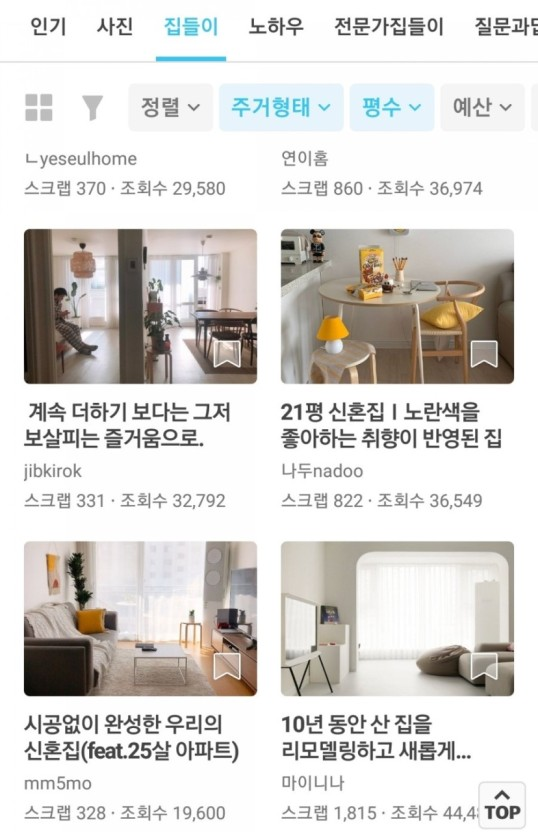 인기 사진 집들이 노하우 전문가집들이 질문과답
정렬 주거형태 평수 예산
ㄴyeseulhome 연이홈
스크랩 370 · 조회수 29,580 스크랩 860 · 조회수 36,974
계속 더하기 보다는 그저
보살피는 즐거움으로.
jibkirok
스크랩 331 · 조회수 32,792
21평 신혼집 I 노란색을
좋아하는 취향이 반영된 집
나두nadoo
스크랩 822 · 조회수 36,549
시공없이 완성한 우리의
신혼집(feat.25살 아파트)
mm5mo
스크랩 328 · 조회수 19,600
10년 동안 산 집을
리모델링하고 새롭게...
마이니나
스크랩 1,815 · 조회수 44,4
TOP